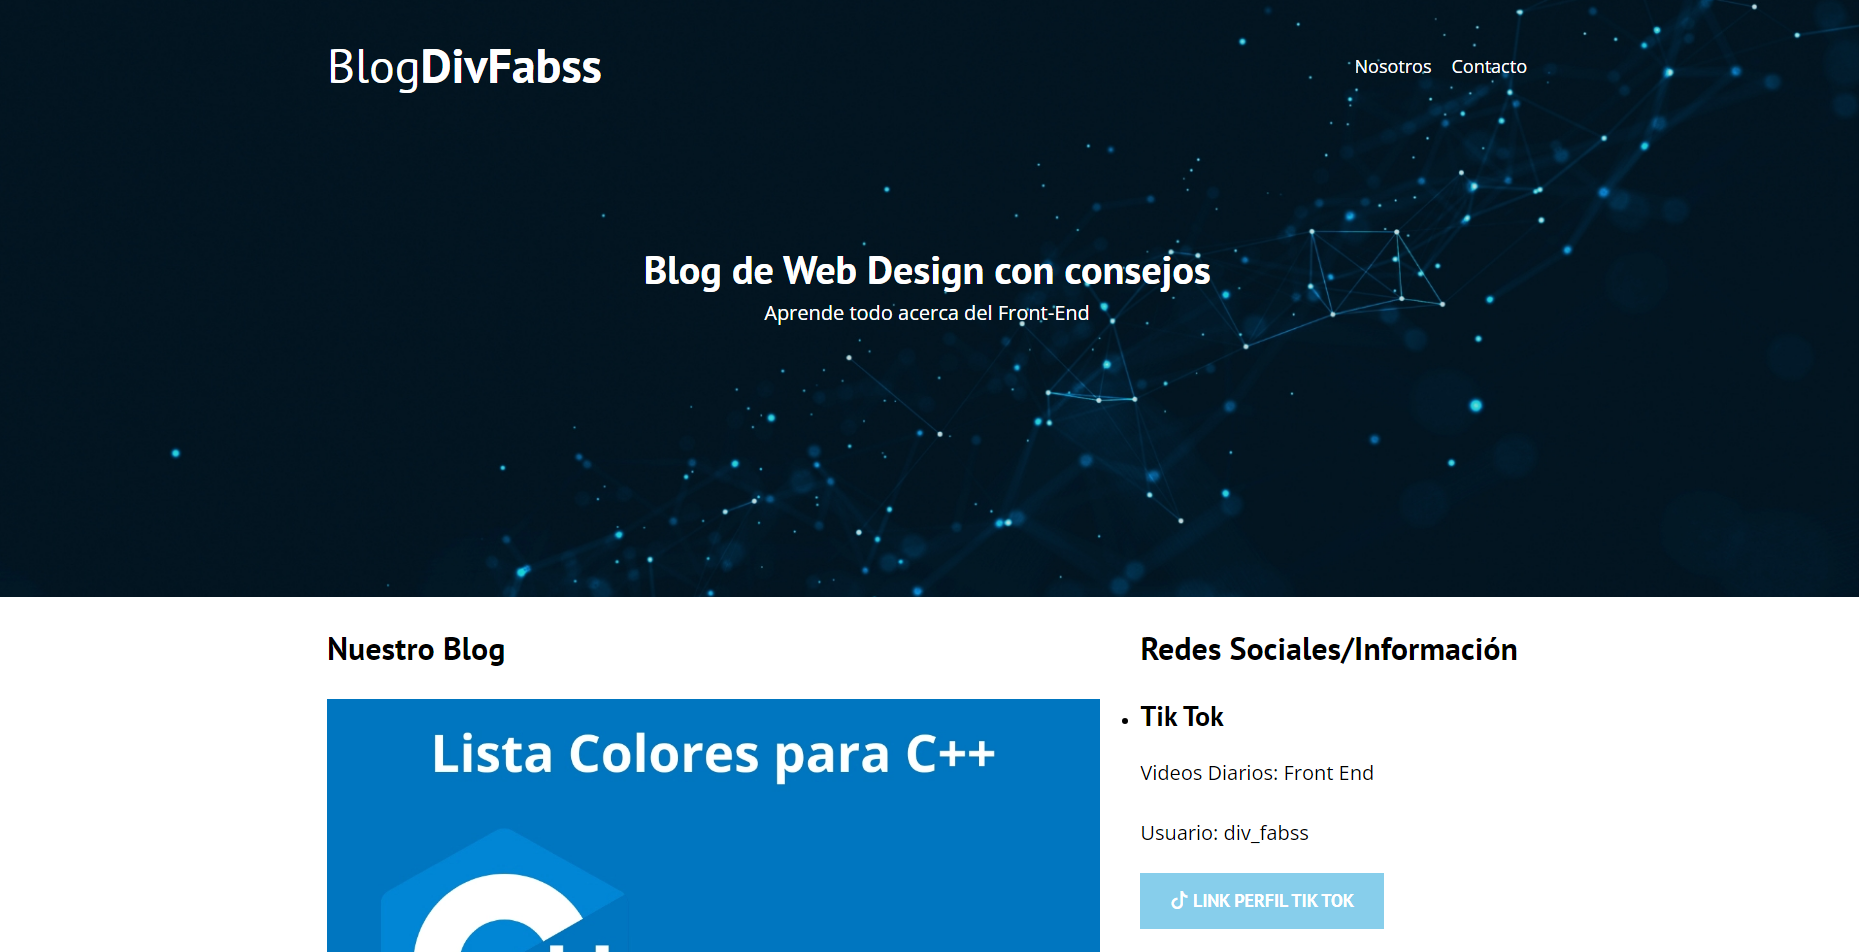 BlogDivFabss
Nosotros Contacto
Blog de Web Design con consejos
Aprende todo acerca del Front-End
Nuestro Blog
Lista Colores para C++
Redes Sociales/Información
Tik Tok
Videos Diarios: Front End
Usuario: div_fabss
LINK PERFIL TIK TOK